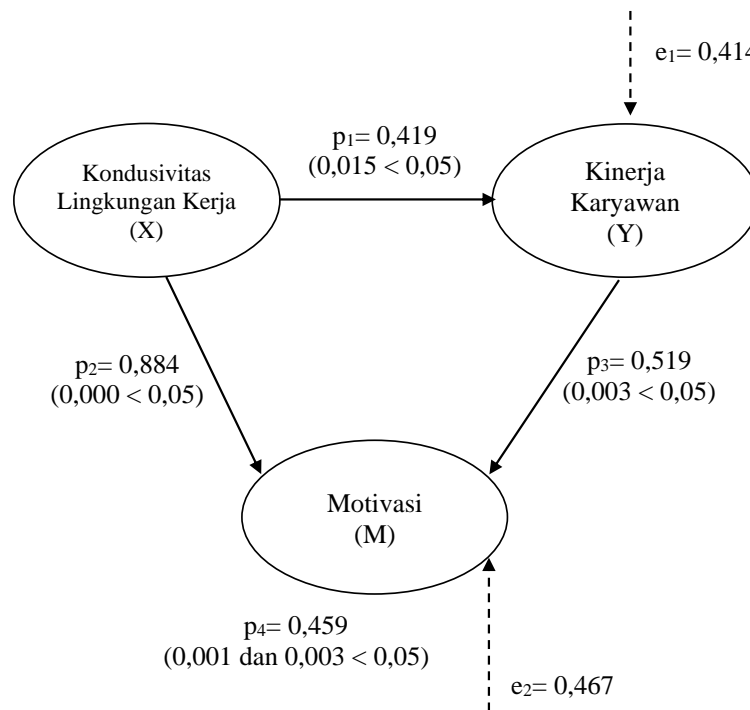 e₁= 0,414
p₁= 0,419
(0,015 < 0,05)
Kondusivitas
Lingkungan Kerja
(X)
Kinerja
Karyawan
(Y)
p₂= 0,884
(0,000 < 0,05)
p₃= 0,519
(0,003 < 0,05)
Motivasi
(M)
p₄= 0,459
(0,001 dan 0,003 < 0,05)
e₂= 0,467